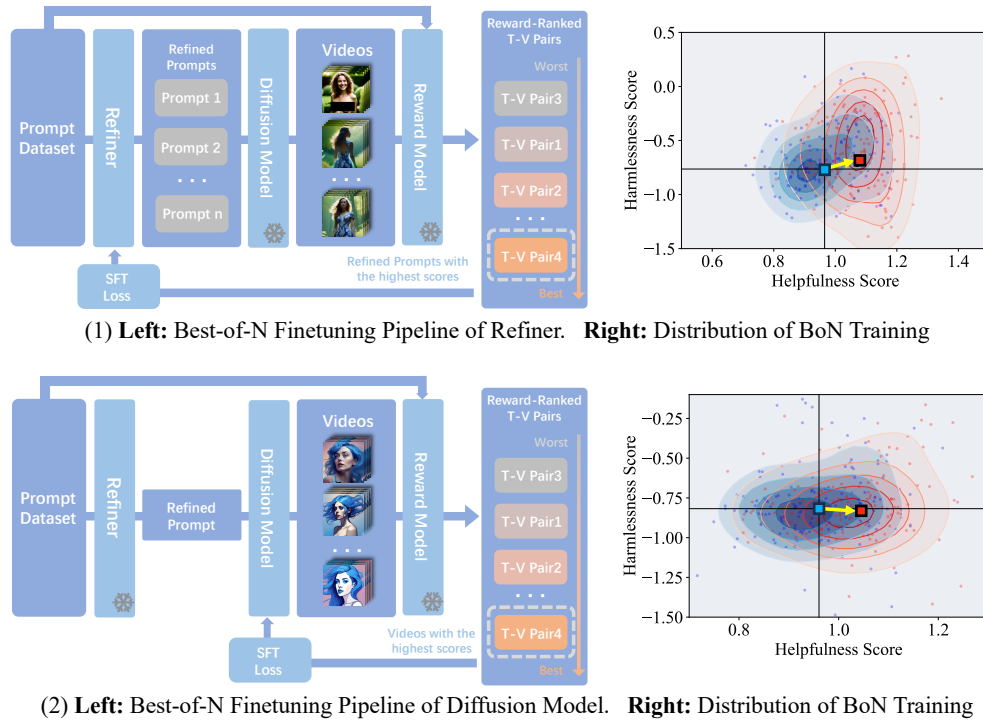 Prompt
Dataset
Refiner
Refined
Prompts
Prompt 1
Prompt 2
. . .
Prompt n
Diffusion Model
Videos
. . .
Reward Model
Reward-Ranked
T-V Pairs
Worst
T-V Pair3
T-V Pair1
T-V Pair2
. . .
T-V Pair4
Best
Refined Prompts with
the highest scores
SFT
Loss
Harmlessness Score
0.5
0.0
−0.5
−1.0
−1.5
0.6 0.8 1.0 1.2 1.4
Helpfulness Score
(1) Left: Best-of-N Finetuning Pipeline of Refiner. Right: Distribution of BoN Training
Prompt
Dataset
Refiner
Refined
Prompt
Diffusion Model
Videos
. . .
Reward Model
Reward-Ranked
T-V Pairs
Worst
T-V Pair3
T-V Pair1
T-V Pair2
. . .
T-V Pair4
Best
Videos with the
highest scores
SFT
Loss
Harmlessness Score
−0.25
−0.50
−0.75
−1.00
−1.25
−1.50
0.8 1.0 1.2
Helpfulness Score
(2) Left: Best-of-N Finetuning Pipeline of Diffusion Model. Right: Distribution of BoN Training